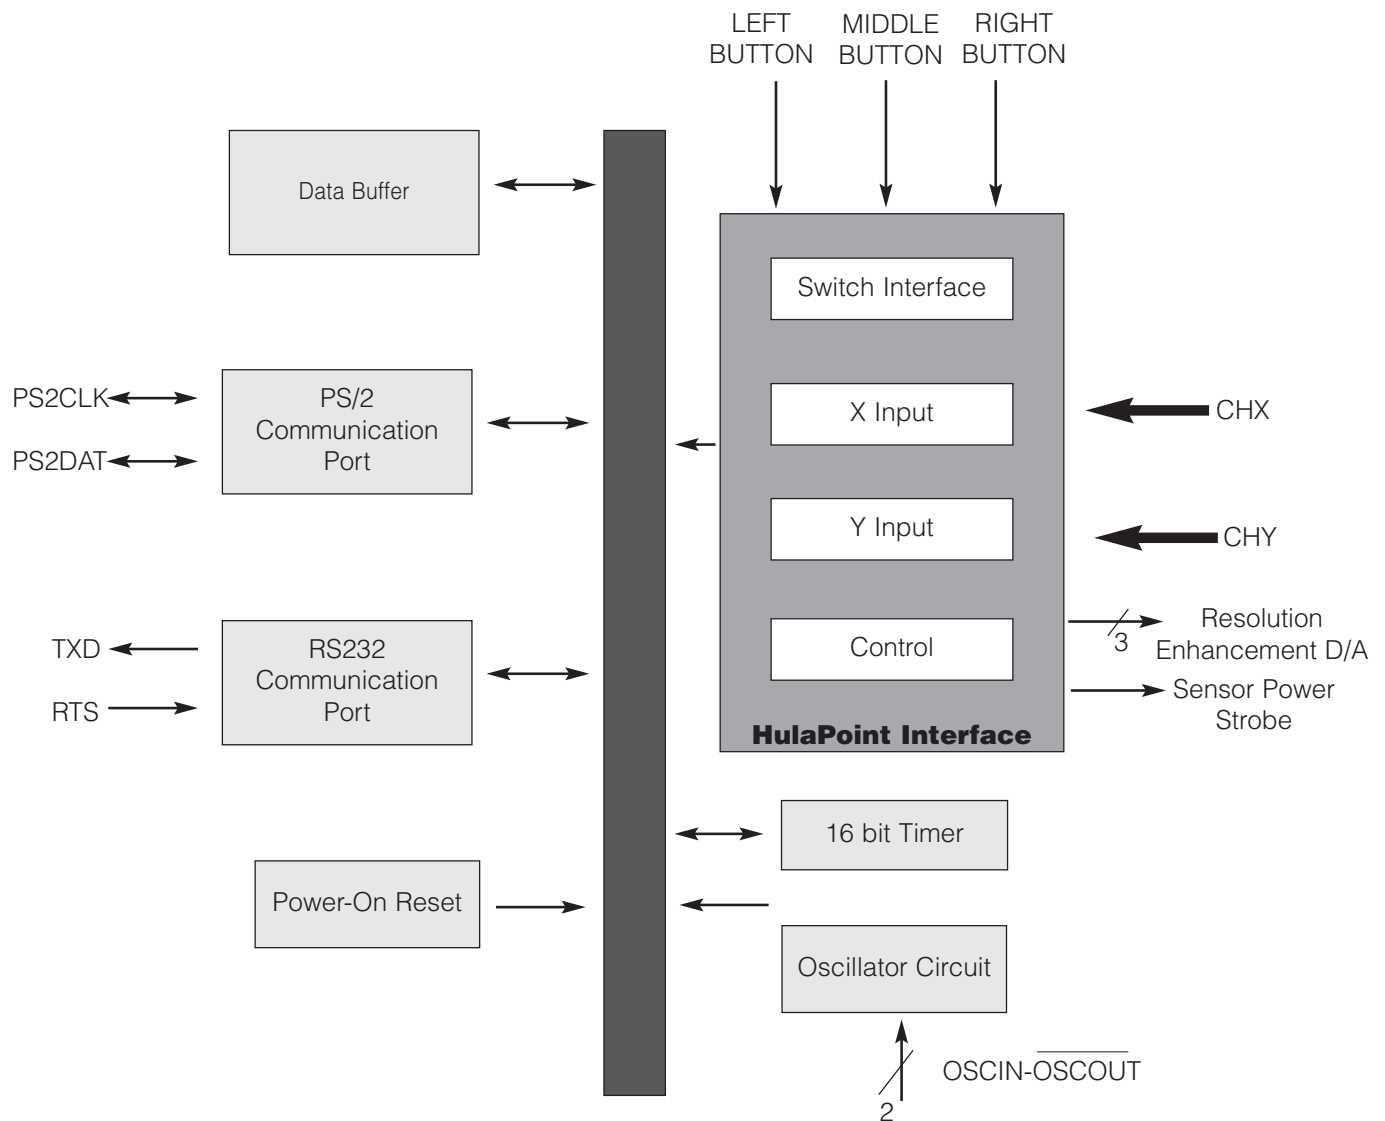 LEFT
BUTTON
MIDDLE
BUTTON
RIGHT
BUTTON
Data Buffer
Switch Interface
PS2CLK
PS2DAT
PS/2
Communication
Port
X Input
CHX
Y Input
CHY
TXD
RTS
RS232
Communication
Port
Control
3
Resolution
Enhancement D/A
Sensor Power
Strobe
HulaPoint Interface
16 bit Timer
Power-On Reset
Oscillator Circuit
2
OSCIN-O̅S̅C̅O̅U̅T̅